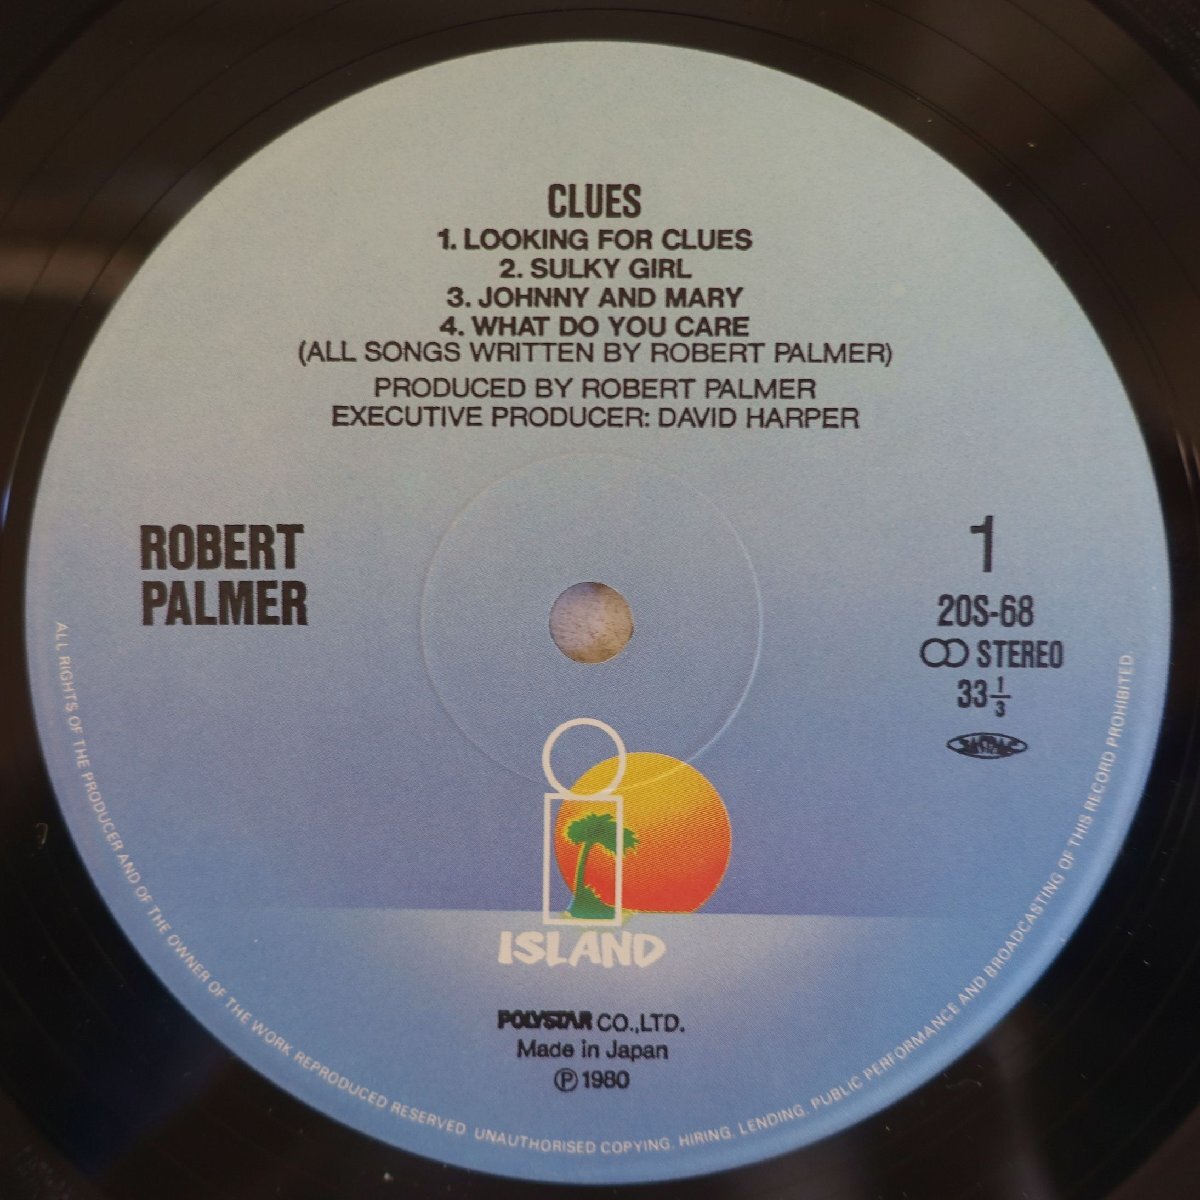 CLUES
1. LOOKING FOR CLUES
2. SULKY GIRL
3. JOHNNY AND MARY
4. WHAT DO YOU CARE
(ALL SONGS WRITTEN BY ROBERT PALMER)
PRODUCED BY ROBERT PALMER
EXECUTIVE PRODUCER: DAVID HARPER
ROBERT
PALMER
1
20S-68
STEREO
33 1/3
JASRAC
ISLAND
POLYSTAR CO.,LTD.
Made in Japan
Ⓟ 1980
ALL RIGHTS OF THE PRODUCER AND OF THE OWNER OF THE WORK REPRODUCED RESERVED. UNAUTHORISED COPYING. HIRING. LENDING. PUBLIC PERFORMANCE AND BROADCASTING OF THIS RECORD PROHIBITED.